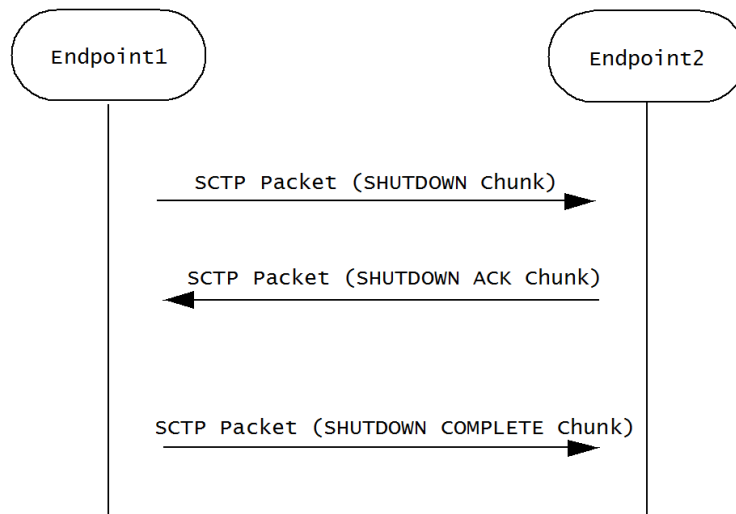 Endpoint1
Endpoint2
SCTP Packet (SHUTDOWN Chunk)
SCTP Packet (SHUTDOWN ACK Chunk)
SCTP Packet (SHUTDOWN COMPLETE Chunk)